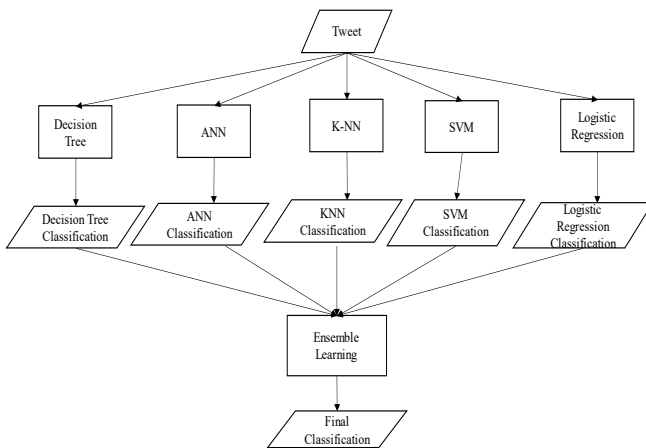 Tweet
Decision
Tree
ANN
K-NN
SVM
Logistic
Regression
Decision Tree
Classification
ANN
Classification
KNN
Classification
SVM
Classification
Logistic
Regression
Classification
Ensemble
Learning
Final
Classification